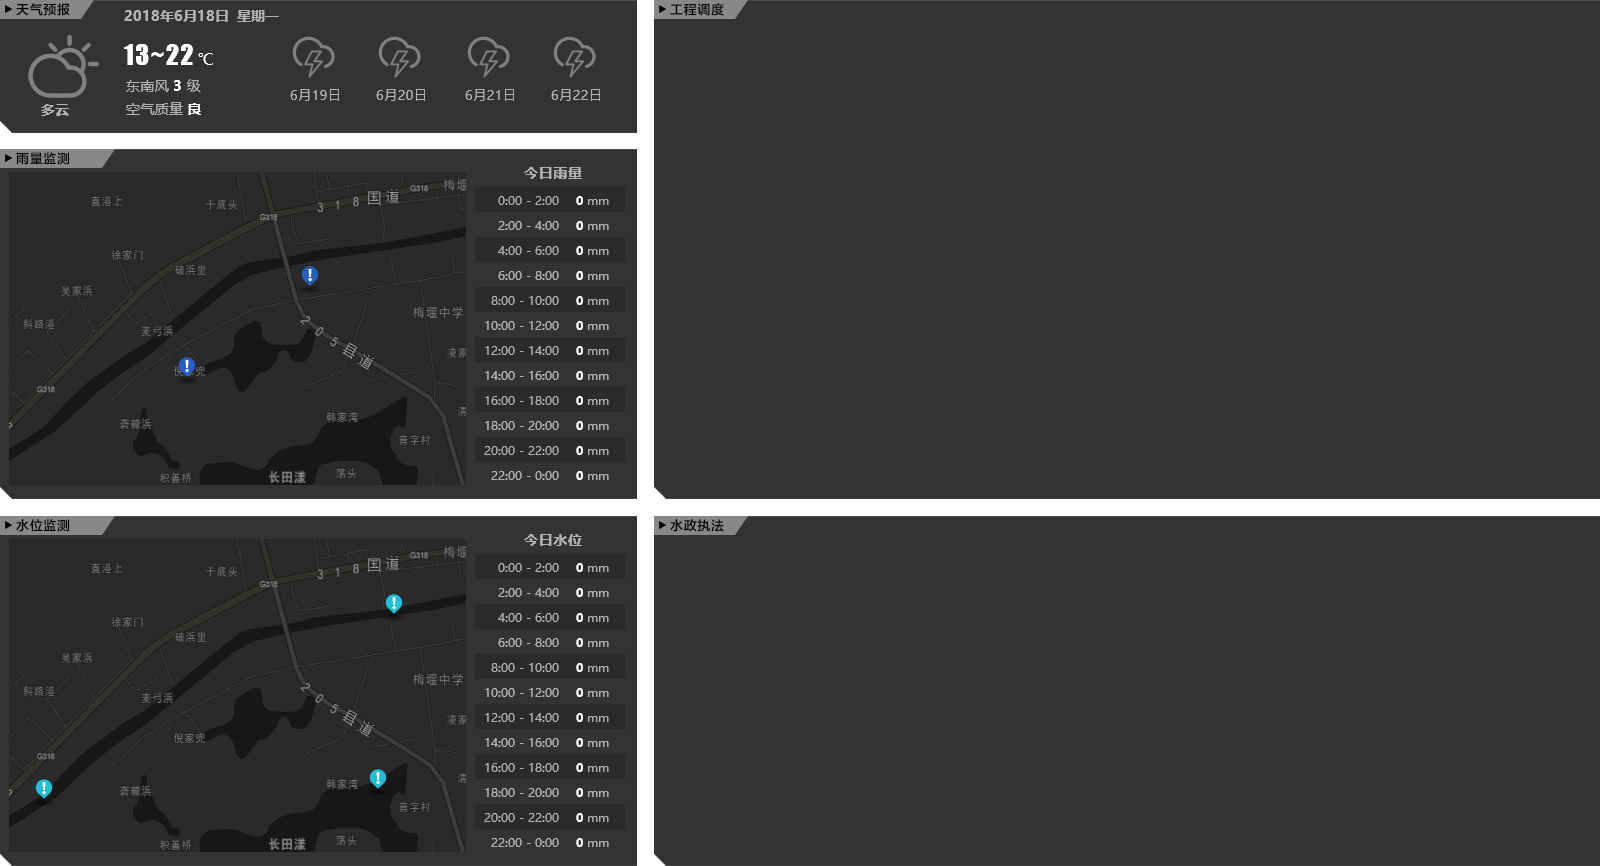 天气预报
2018年6月18日 星期一
13~22℃
东南风 3 级
空气质量 良
多云
6月19日 6月20日 6月21日 6月22日
雨量监测
直港上
于底头
G318
318国道
G318
梅堰
徐家门
破浜里
吴家浜
斜路港
麦弓浜
梅堰中学
205县道
凌家
G318
龚糠浜
韩家湾
清
音字村
积善桥
长田漾
荡头
今日雨量
0:00 - 2:00 0 mm
2:00 - 4:00 0 mm
4:00 - 6:00 0 mm
6:00 - 8:00 0 mm
8:00 - 10:00 0 mm
10:00 - 12:00 0 mm
12:00 - 14:00 0 mm
14:00 - 16:00 0 mm
16:00 - 18:00 0 mm
18:00 - 20:00 0 mm
20:00 - 22:00 0 mm
22:00 - 0:00 0 mm
水位监测
直港上
于底头
G318
318国道
G318
梅堰
徐家门
破浜里
吴家浜
斜路港
麦弓浜
梅堰中学
205县道
倪家兜
凌家
G318
龚糠浜
韩家湾
清
音字村
积善桥
长田漾
荡头
今日水位
0:00 - 2:00 0 mm
2:00 - 4:00 0 mm
4:00 - 6:00 0 mm
6:00 - 8:00 0 mm
8:00 - 10:00 0 mm
10:00 - 12:00 0 mm
12:00 - 14:00 0 mm
14:00 - 16:00 0 mm
16:00 - 18:00 0 mm
18:00 - 20:00 0 mm
20:00 - 22:00 0 mm
22:00 - 0:00 0 mm
工程调度
水政执法